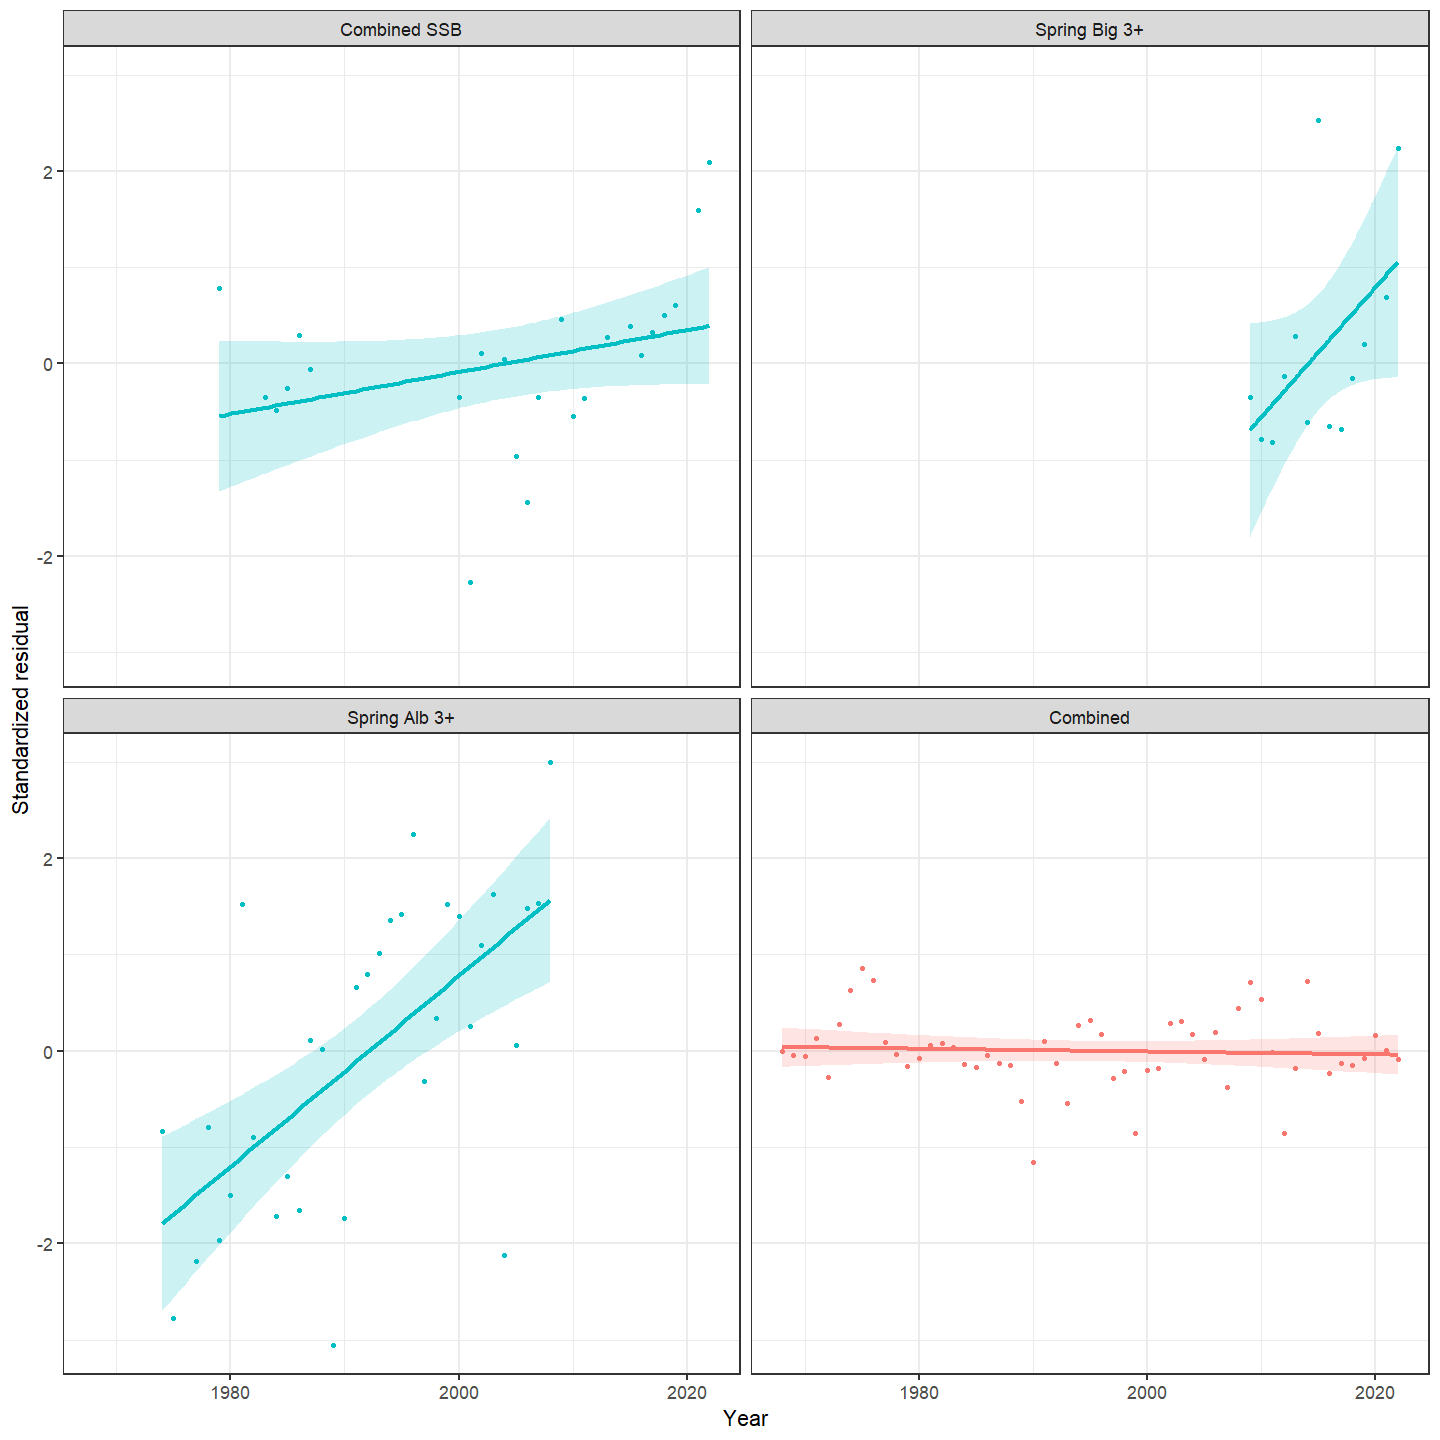 Combined SSB
Spring Big 3+
2
0
-2
Standardized residual
Spring Alb 3+
Combined
2
0
-2
1980
2000
2020
1980
2000
2020
Year